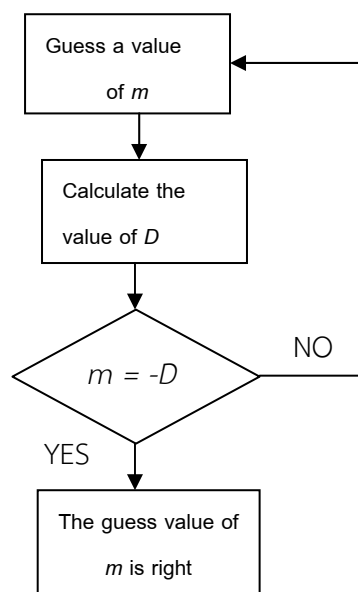 Guess a value
of m
Calculate the
value of D
m = -D
NO
YES
The guess value of
m is right